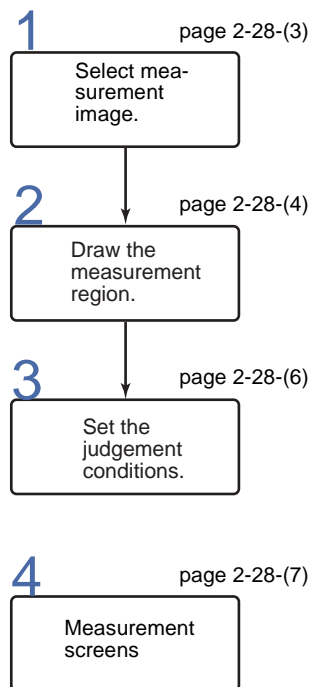 1
page 2-28-(3)
Select mea-
surement
image.
2
page 2-28-(4)
Draw the
measurement
region.
3
page 2-28-(6)
Set the
judgement
conditions.
4
page 2-28-(7)
Measurement
screens